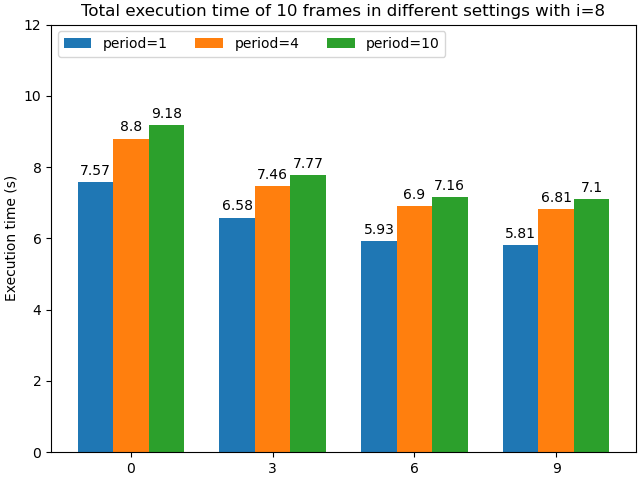 Total execution time of 10 frames in different settings with i=8
period=1 period=4 period=10
Execution time (s)
12
10
8
6
4
2
0
7.57 8.8 9.18
6.58 7.46 7.77
5.93 6.9 7.16
5.81 6.81 7.1
0 3 6 9